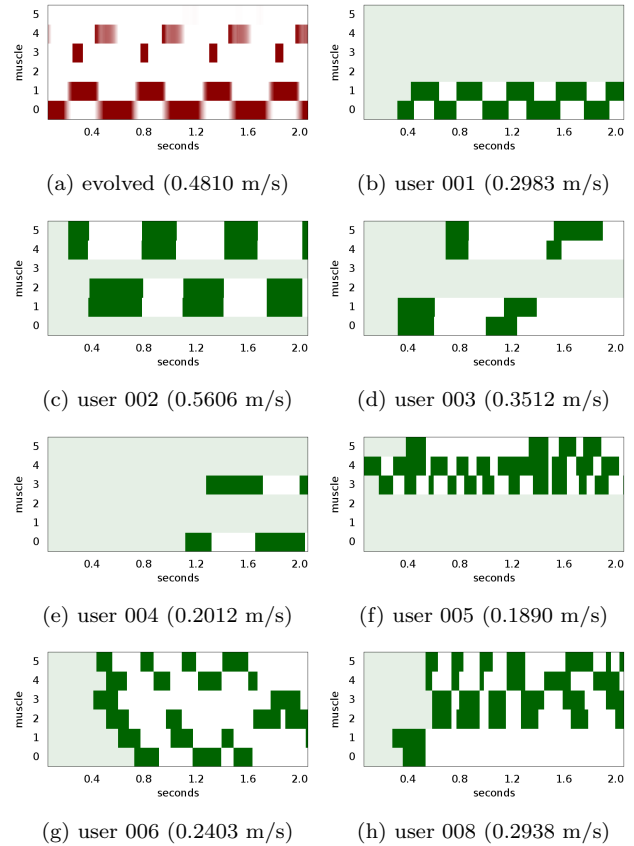 muscle
5
4
3
2
1
0
0.4 0.8 1.2 1.6 2.0
seconds
(a) evolved (0.4810 m/s)
muscle
5
4
3
2
1
0
0.4 0.8 1.2 1.6 2.0
seconds
(b) user 001 (0.2983 m/s)
muscle
5
4
3
2
1
0
0.4 0.8 1.2 1.6 2.0
seconds
(c) user 002 (0.5606 m/s)
muscle
5
4
3
2
1
0
0.4 0.8 1.2 1.6 2.0
seconds
(d) user 003 (0.3512 m/s)
muscle
5
4
3
2
1
0
0.4 0.8 1.2 1.6 2.0
seconds
(e) user 004 (0.2012 m/s)
muscle
5
4
3
2
1
0
0.4 0.8 1.2 1.6 2.0
seconds
(f) user 005 (0.1890 m/s)
muscle
5
4
3
2
1
0
0.4 0.8 1.2 1.6 2.0
seconds
(g) user 006 (0.2403 m/s)
muscle
5
4
3
2
1
0
0.4 0.8 1.2 1.6 2.0
seconds
(h) user 008 (0.2938 m/s)